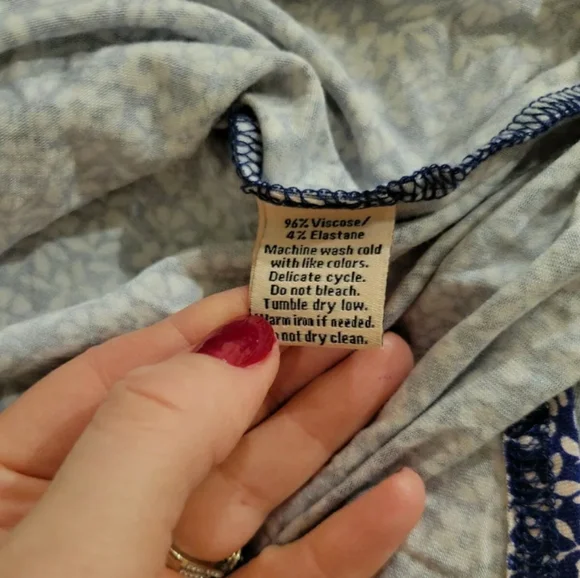 96% Viscose/
4% Elastane
Machine wash cold
with like colors.
Delicate cycle.
Do not bleach.
Tumble dry low.
Warm iron if needed.
not dry clean.